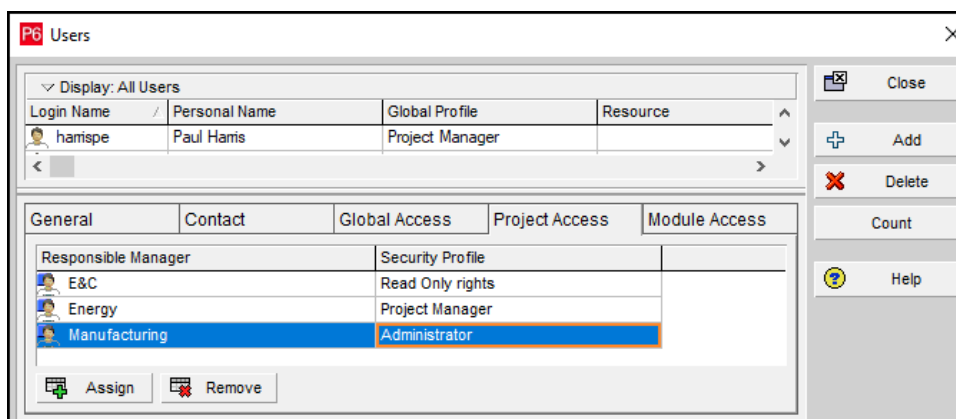 P6 Users
Display: All Users
Login Name Personal Name Global Profile Resource
harrispe Paul Harris Project Manager
General Contact Global Access Project Access Module Access
Responsible Manager Security Profile
E&C Read Only rights
Energy Project Manager
Manufacturing Administrator
Assign Remove
Close
Add
Delete
Count
Help